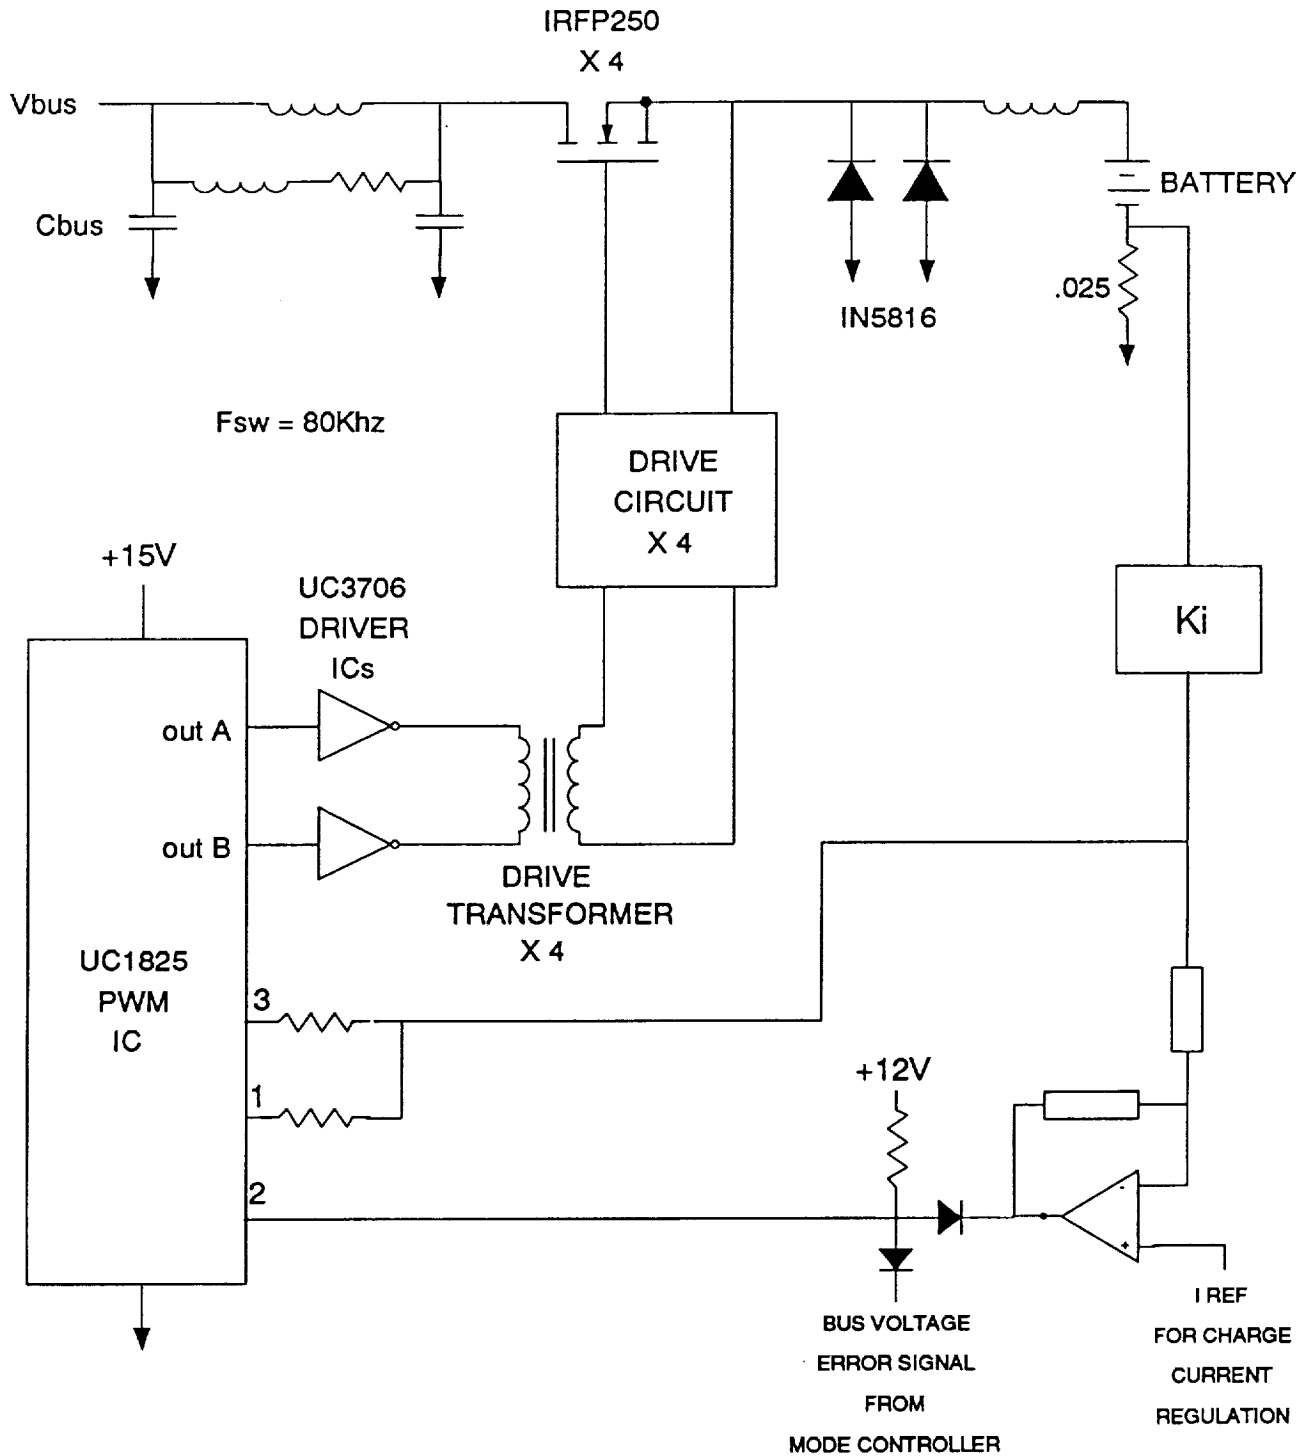 IRFP250
X 4
Vbus
Cbus
BATTERY
.025
IN5816
Fsw = 80Khz
DRIVE
CIRCUIT
X 4
+15V
UC3706
DRIVER
ICs
Ki
out A
out B
DRIVE
TRANSFORMER
X 4
UC1825
PWM
IC
3
1
2
+12V
-
+
BUS VOLTAGE
ERROR SIGNAL
FROM
MODE CONTROLLER
I REF
FOR CHARGE
CURRENT
REGULATION